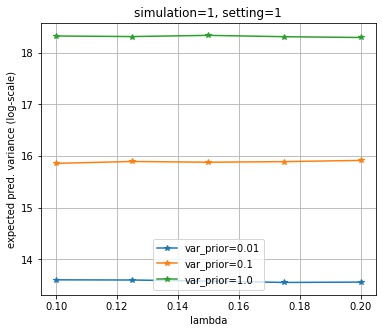 simulation=1, setting=1
expected pred. variance (log-scale)
18
17
16
15
14
var_prior=0.01
var_prior=0.1
var_prior=1.0
0.10 0.12 0.14 0.16 0.18 0.20
lambda